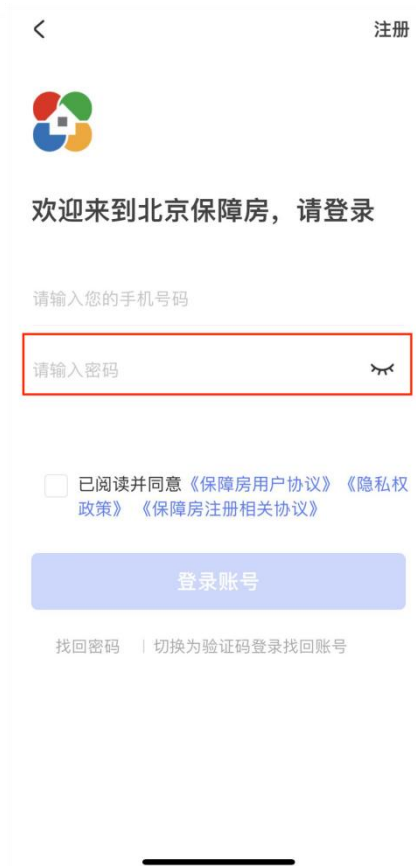 注册
欢迎来到北京保障房，请登录
请输入您的手机号码
请输入密码
已阅读并同意《保障房用户协议》《隐私权
政策》《保障房注册相关协议》
登录账号
找回密码 | 切换为验证码登录找回账号